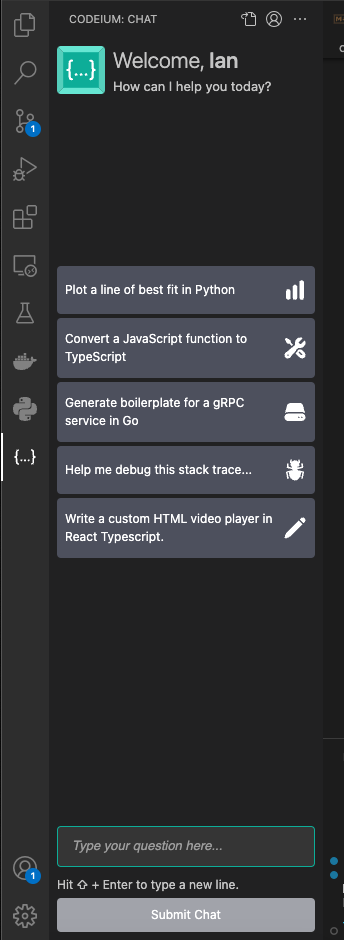 CODEIUM: CHAT
{...}
Welcome, Ian
How can I help you today?
1
Plot a line of best fit in Python
Convert a JavaScript function to
TypeScript
Generate boilerplate for a gRPC
service in Go
{...}
Help me debug this stack trace...
Write a custom HTML video player in
React Typescript.
Type your question here...
1
Hit ⇧ + Enter to type a new line.
Submit Chat